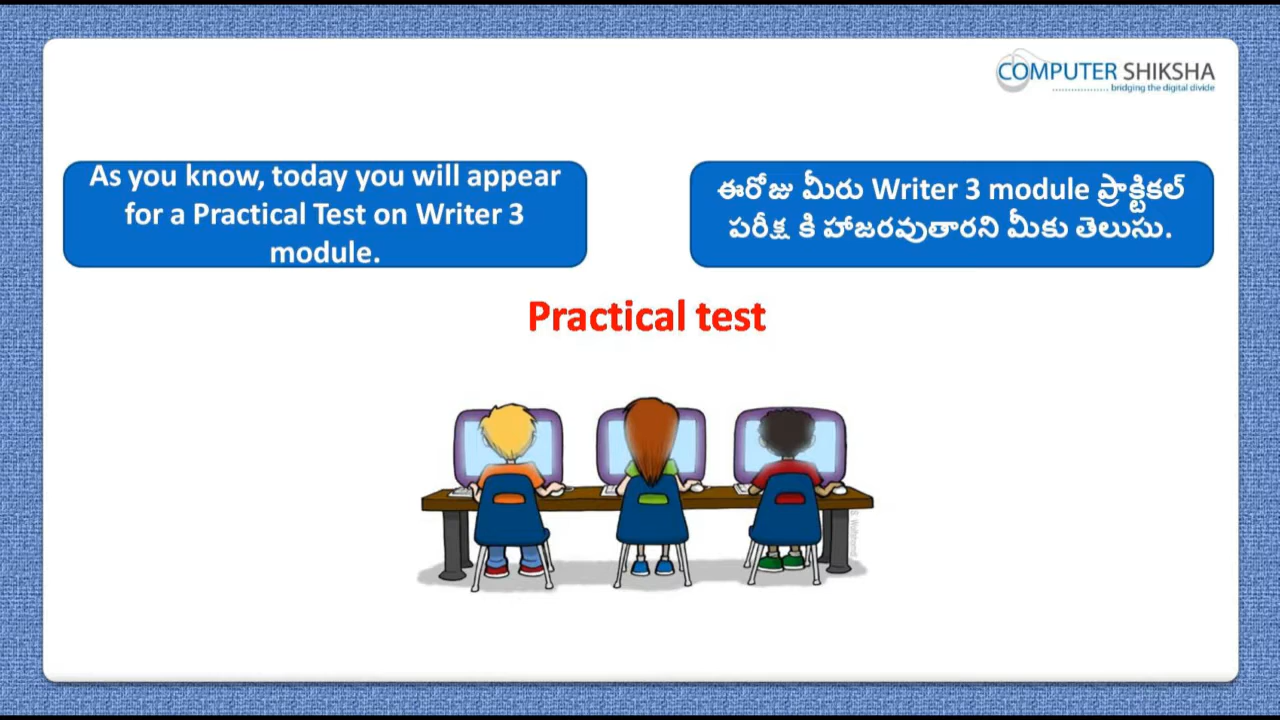 COMPUTER SHIKSHA
bridging the digital divide
As you know, today you will appear
for a Practical Test on Writer 3
module.
ఈరోజు మీరు Writer 3 module ప్రాక్టికల్
పరీక్ష కి హాజరవుతారని మీకు తెలుసు.
Practical test